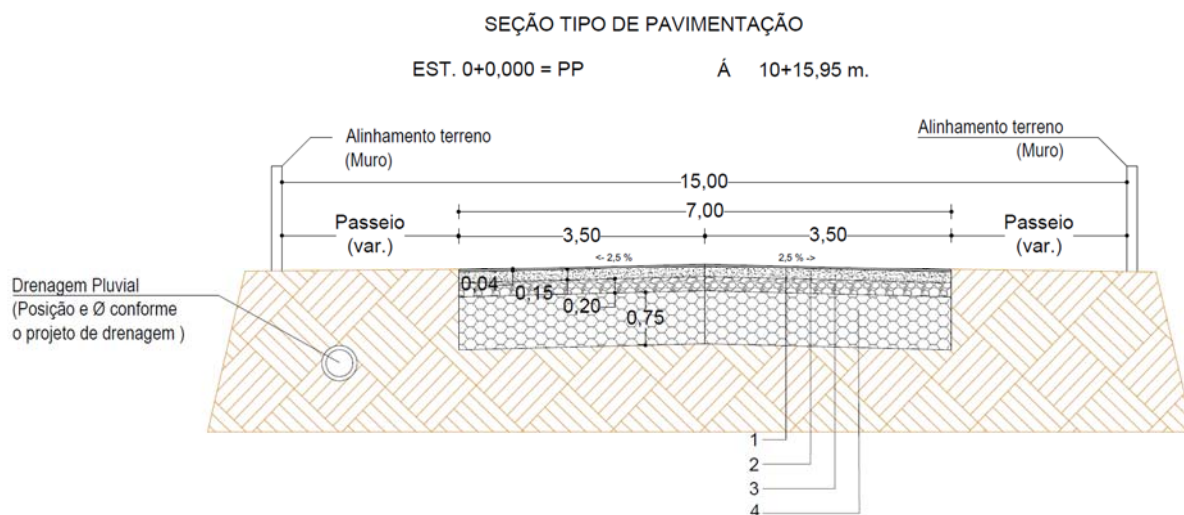 SEÇÃO TIPO DE PAVIMENTAÇÃO
EST. 0+0,000 = PP Á 10+15,95 m.
Alinhamento terreno
(Muro)
Alinhamento terreno
(Muro)
15,00
7,00
Passeio
(var.)
3,50
3,50
Passeio
(var.)
<- 2,5 %
2,5 % ->
Drenagem Pluvial
(Posição e Ø conforme
o projeto de drenagem )
0,04
0,15
0,20
0,75
1
2
3
4